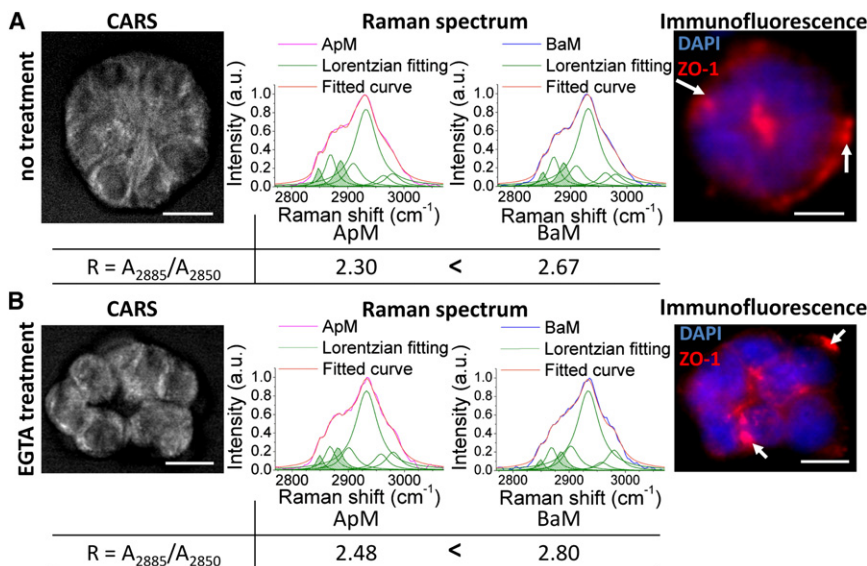 A
CARS
Raman spectrum
Immunofluorescence
no treatment
ApM
Lorentzian fitting
Fitted curve
Intensity (a.u.)
1.0
0.8
0.6
0.4
0.2
0.0
2800 2900 3000
Raman shift (cm⁻¹)
BaM
Lorentzian fitting
Fitted curve
Intensity (a.u.)
1.0
0.8
0.6
0.4
0.2
0.0
2800 2900 3000
Raman shift (cm⁻¹)
DAPI
ZO-1
ApM BaM
R = A₂₈₈₅/A₂₈₅₀ 2.30 < 2.67
B
CARS
Raman spectrum
Immunofluorescence
EGTA treatment
ApM
Lorentzian fitting
Fitted curve
Intensity (a.u.)
1.0
0.8
0.6
0.4
0.2
0.0
2800 2900 3000
Raman shift (cm⁻¹)
BaM
Lorentzian fitting
Fitted curve
Intensity (a.u.)
1.0
0.8
0.6
0.4
0.2
0.0
2800 2900 3000
Raman shift (cm⁻¹)
DAPI
ZO-1
ApM BaM
R = A₂₈₈₅/A₂₈₅₀ 2.48 < 2.80